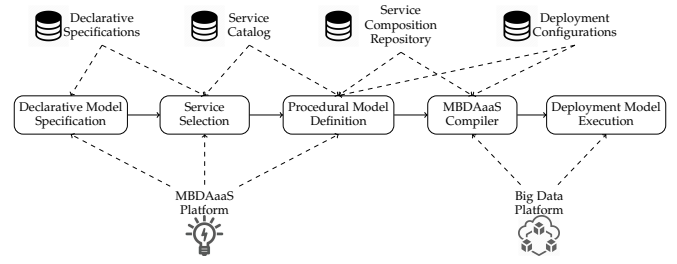 Declarative
Specifications
Service
Catalog
Service
Composition
Repository
Deployment
Configurations
Declarative Model
Specification
Service
Selection
Procedural Model
Definition
MBDAaaS
Compiler
Deployment Model
Execution
MBDAaaS
Platform
Big Data
Platform